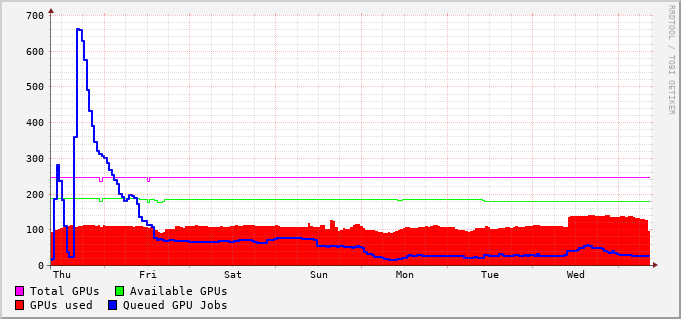 700
600
500
400
300
200
100
0
Thu Fri Sat Sun Mon Tue Wed
Total GPUs Available GPUs
GPUs used Queued GPU Jobs
RRDTOOL / TOBI OETIKER